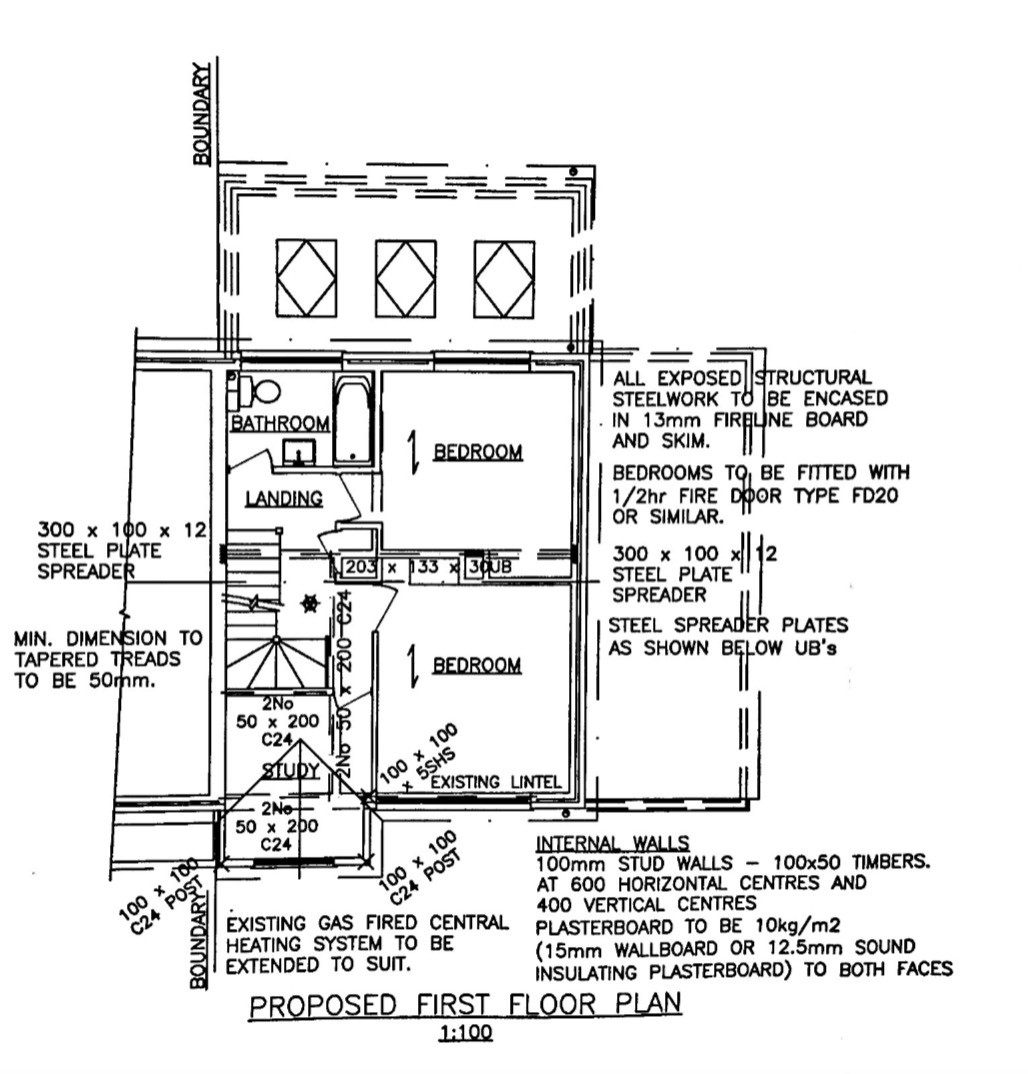 BOUNDARY
ALL EXPOSED STRUCTURAL
STEELWORK TO BE ENCASED
IN 13mm FIRELINE BOARD
AND SKIM.
BATHROOM
BEDROOM
BEDROOMS TO BE FITTED WITH
1/2hr FIRE DOOR TYPE FD20
OR SIMILAR.
LANDING
300 x 100 x 12
STEEL PLATE
SPREADER
203 x 133 x 30UB
300 x 100 x 12
STEEL PLATE
SPREADER
STEEL SPREADER PLATES
AS SHOWN BELOW UB's
MIN. DIMENSION TO
TAPERED TREADS
TO BE 50mm.
2No 50 x 200 C24
BEDROOM
2No
50 x 200
C24
STUDY
100 x 100
x 5SHS
EXISTING LINTEL
2No
50 x 200
C24
100 x 100
C24 POST
100 x 100
C24 POST
BOUNDARY
INTERNAL WALLS
100mm STUD WALLS - 100x50 TIMBERS.
AT 600 HORIZONTAL CENTRES AND
400 VERTICAL CENTRES
PLASTERBOARD TO BE 10kg/m2
(15mm WALLBOARD OR 12.5mm SOUND
INSULATING PLASTERBOARD) TO BOTH FACES
EXISTING GAS FIRED CENTRAL
HEATING SYSTEM TO BE
EXTENDED TO SUIT.
PROPOSED FIRST FLOOR PLAN
1:100